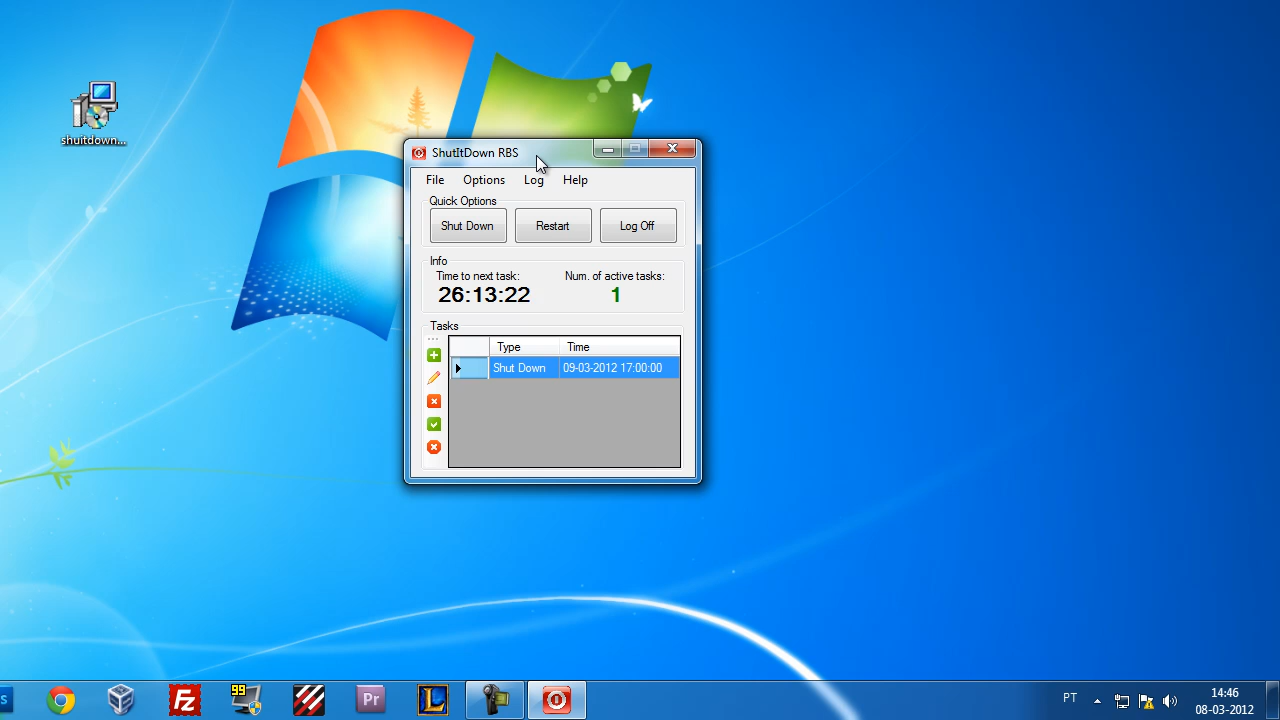 shuitdown...
ShutItDown RBS
File Options Log Help
Quick Options
Shut Down Restart Log Off
Info
Time to next task: Num. of active tasks:
26:13:22 1
Tasks
Type Time
Shut Down 09-03-2012 17:00:00
S Fz 99 Pr L PT 14:46
08-03-2012